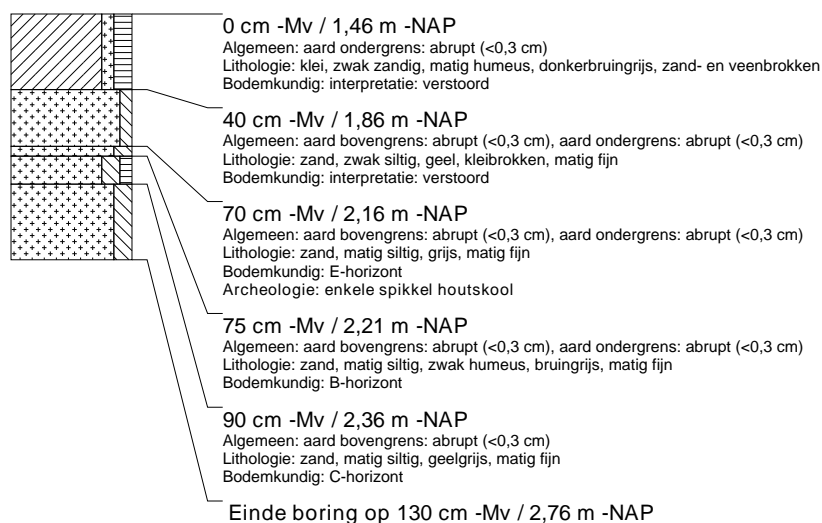 0 cm -Mv / 1,46 m -NAP
Algemeen: aard ondergrens: abrupt (<0,3 cm)
Lithologie: klei, zwak zandig, matig humeus, donkerbruingrijs, zand- en veenbrokken
Bodemkundig: interpretatie: verstoord
40 cm -Mv / 1,86 m -NAP
Algemeen: aard bovengrens: abrupt (<0,3 cm), aard ondergrens: abrupt (<0,3 cm)
Lithologie: zand, zwak siltig, geel, kleibrokken, matig fijn
Bodemkundig: interpretatie: verstoord
70 cm -Mv / 2,16 m -NAP
Algemeen: aard bovengrens: abrupt (<0,3 cm), aard ondergrens: abrupt (<0,3 cm)
Lithologie: zand, matig siltig, grijs, matig fijn
Bodemkundig: E-horizont
Archeologie: enkele spikkel houtskool
75 cm -Mv / 2,21 m -NAP
Algemeen: aard bovengrens: abrupt (<0,3 cm), aard ondergrens: abrupt (<0,3 cm)
Lithologie: zand, matig siltig, zwak humeus, bruingrijs, matig fijn
Bodemkundig: B-horizont
90 cm -Mv / 2,36 m -NAP
Algemeen: aard bovengrens: abrupt (<0,3 cm)
Lithologie: zand, matig siltig, geelgrijs, matig fijn
Bodemkundig: C-horizont
Einde boring op 130 cm -Mv / 2,76 m -NAP